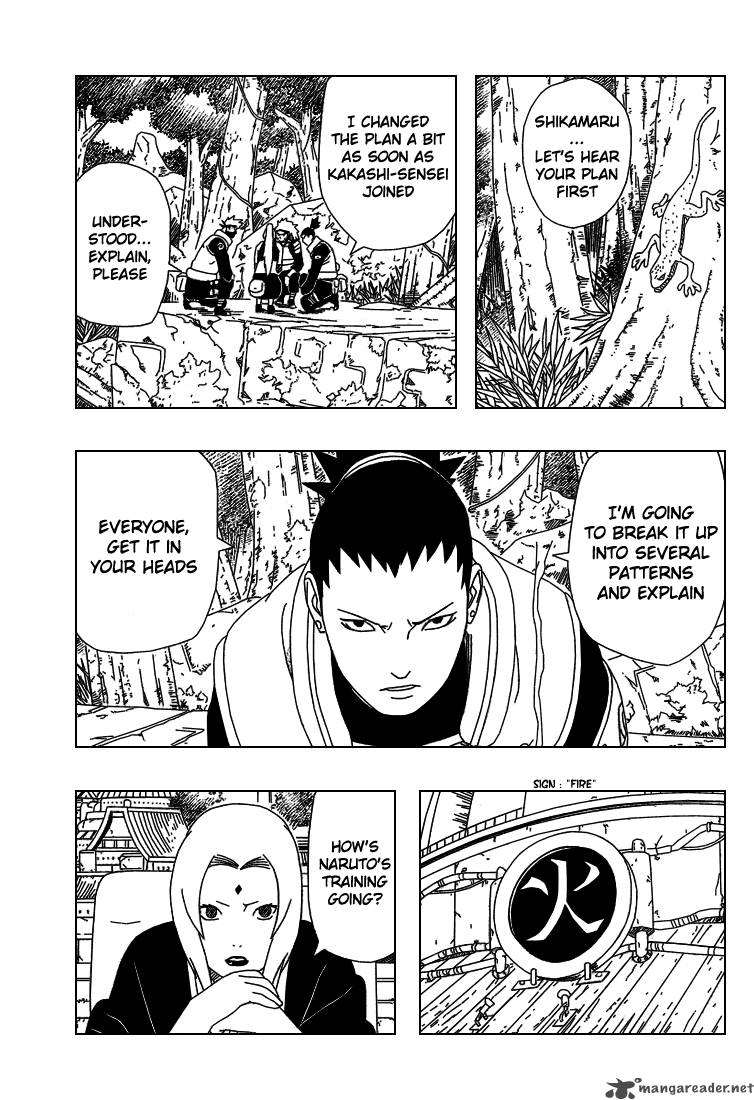 SHIKAMARU
...
LET'S HEAR
YOUR PLAN
FIRST
I CHANGED
THE PLAN A BIT
AS SOON AS
KAKASHI-SENSEI
JOINED
UNDER-
STOOD...
EXPLAIN,
PLEASE
I'M GOING
TO BREAK IT UP
INTO SEVERAL
PATTERNS
AND EXPLAIN
EVERYONE,
GET IT IN
YOUR HEADS
SIGN : "FIRE"
火
HOW'S
NARUTO'S
TRAINING
GOING?
mangareader.net